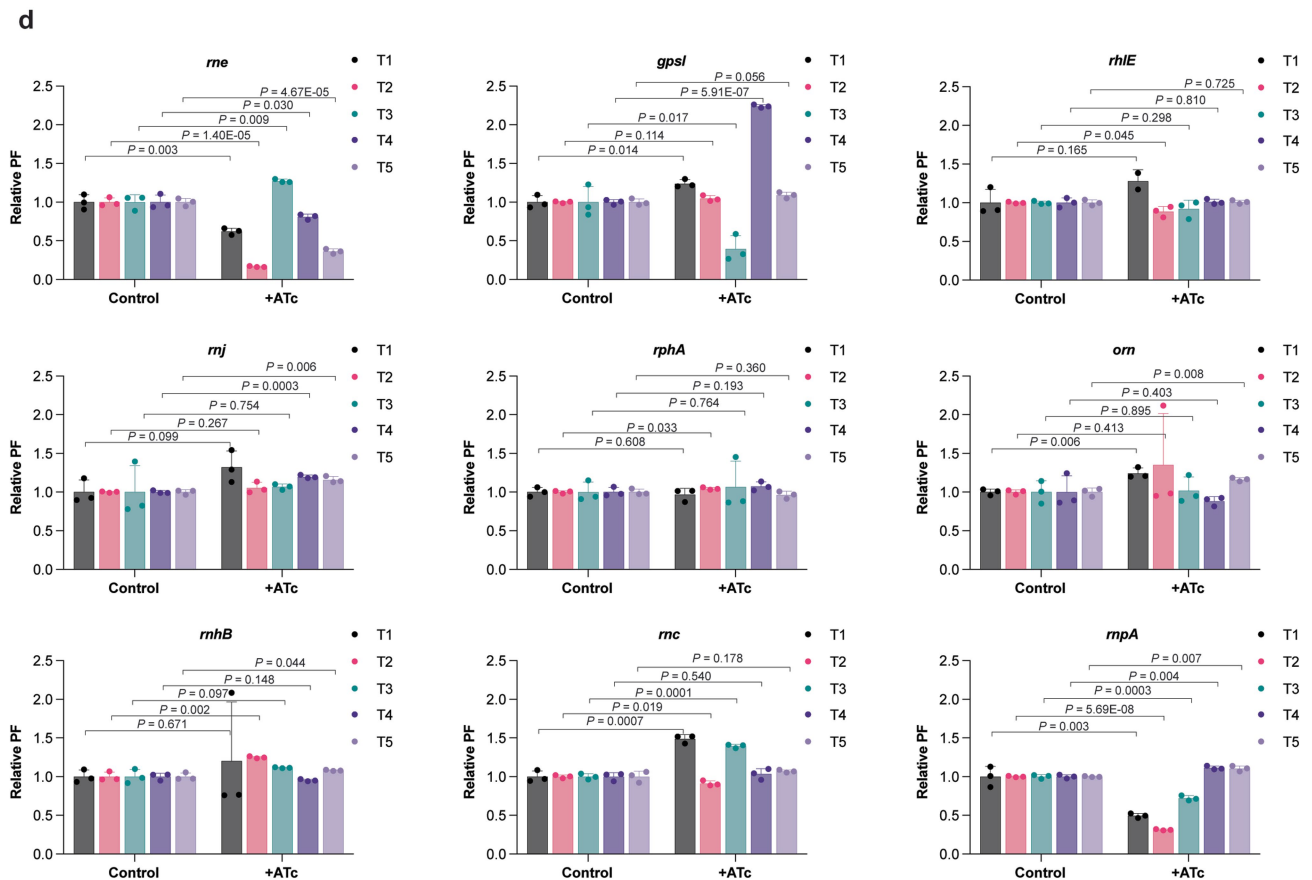 d
rne
T1
T2
T3
T4
T5
Relative PF
2.5
2.0
1.5
1.0
0.5
0.0
P = 4.67E-05
P = 0.030
P = 0.009
P = 1.40E-05
P = 0.003
Control
+ATc
gpsI
T1
T2
T3
T4
T5
Relative PF
2.5
2.0
1.5
1.0
0.5
0.0
P = 0.056
P = 5.91E-07
P = 0.017
P = 0.114
P = 0.014
Control
+ATc
rhlE
T1
T2
T3
T4
T5
Relative PF
2.5
2.0
1.5
1.0
0.5
0.0
P = 0.725
P = 0.810
P = 0.298
P = 0.045
P = 0.165
Control
+ATc
rnj
T1
T2
T3
T4
T5
Relative PF
2.5
2.0
1.5
1.0
0.5
0.0
P = 0.006
P = 0.0003
P = 0.754
P = 0.267
P = 0.099
Control
+ATc
rphA
T1
T2
T3
T4
T5
Relative PF
2.5
2.0
1.5
1.0
0.5
0.0
P = 0.360
P = 0.193
P = 0.764
P = 0.033
P = 0.608
Control
+ATc
orn
T1
T2
T3
T4
T5
Relative PF
2.5
2.0
1.5
1.0
0.5
0.0
P = 0.008
P = 0.403
P = 0.895
P = 0.413
P = 0.006
Control
+ATc
rnhB
T1
T2
T3
T4
T5
Relative PF
2.5
2.0
1.5
1.0
0.5
0.0
P = 0.044
P = 0.148
P = 0.097
P = 0.002
P = 0.671
Control
+ATc
rnc
T1
T2
T3
T4
T5
Relative PF
2.5
2.0
1.5
1.0
0.5
0.0
P = 0.178
P = 0.540
P = 0.0001
P = 0.019
P = 0.0007
Control
+ATc
rnpA
T1
T2
T3
T4
T5
Relative PF
2.5
2.0
1.5
1.0
0.5
0.0
P = 0.007
P = 0.004
P = 0.0003
P = 5.69E-08
P = 0.003
Control
+ATc